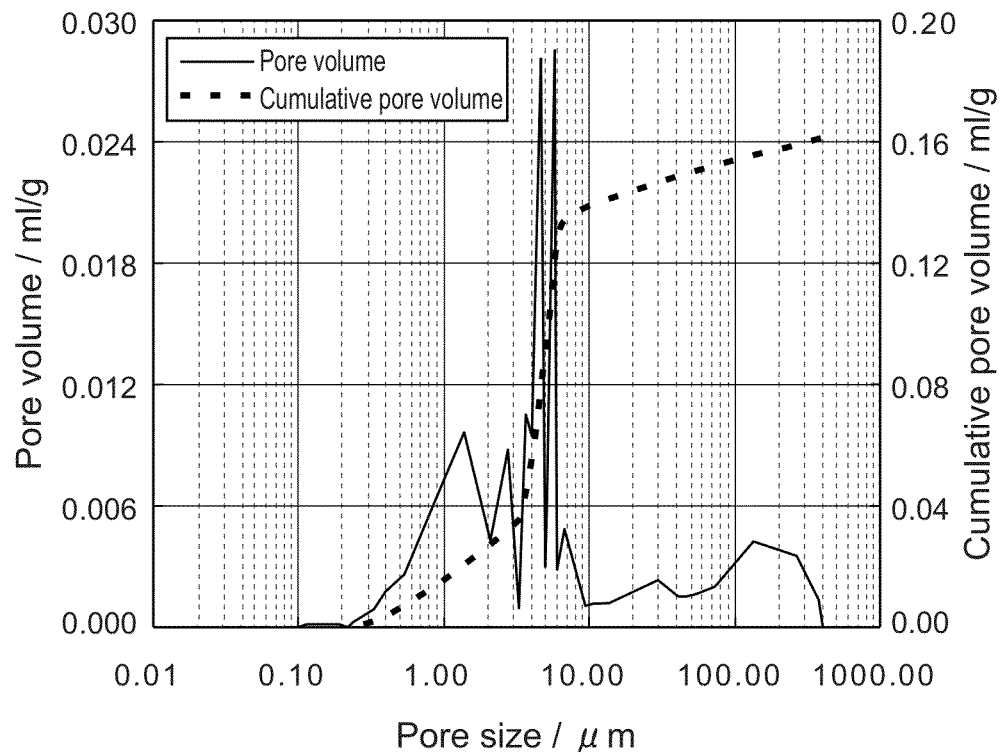 0.030
0.024
0.018
0.012
0.006
0.000
Pore volume / ml/g
Pore volume
Cumulative pore volume
0.20
0.16
0.12
0.08
0.04
0.00
Cumulative pore volume / ml/g
0.01 0.10 1.00 10.00 100.00 1000.00
Pore size / μm